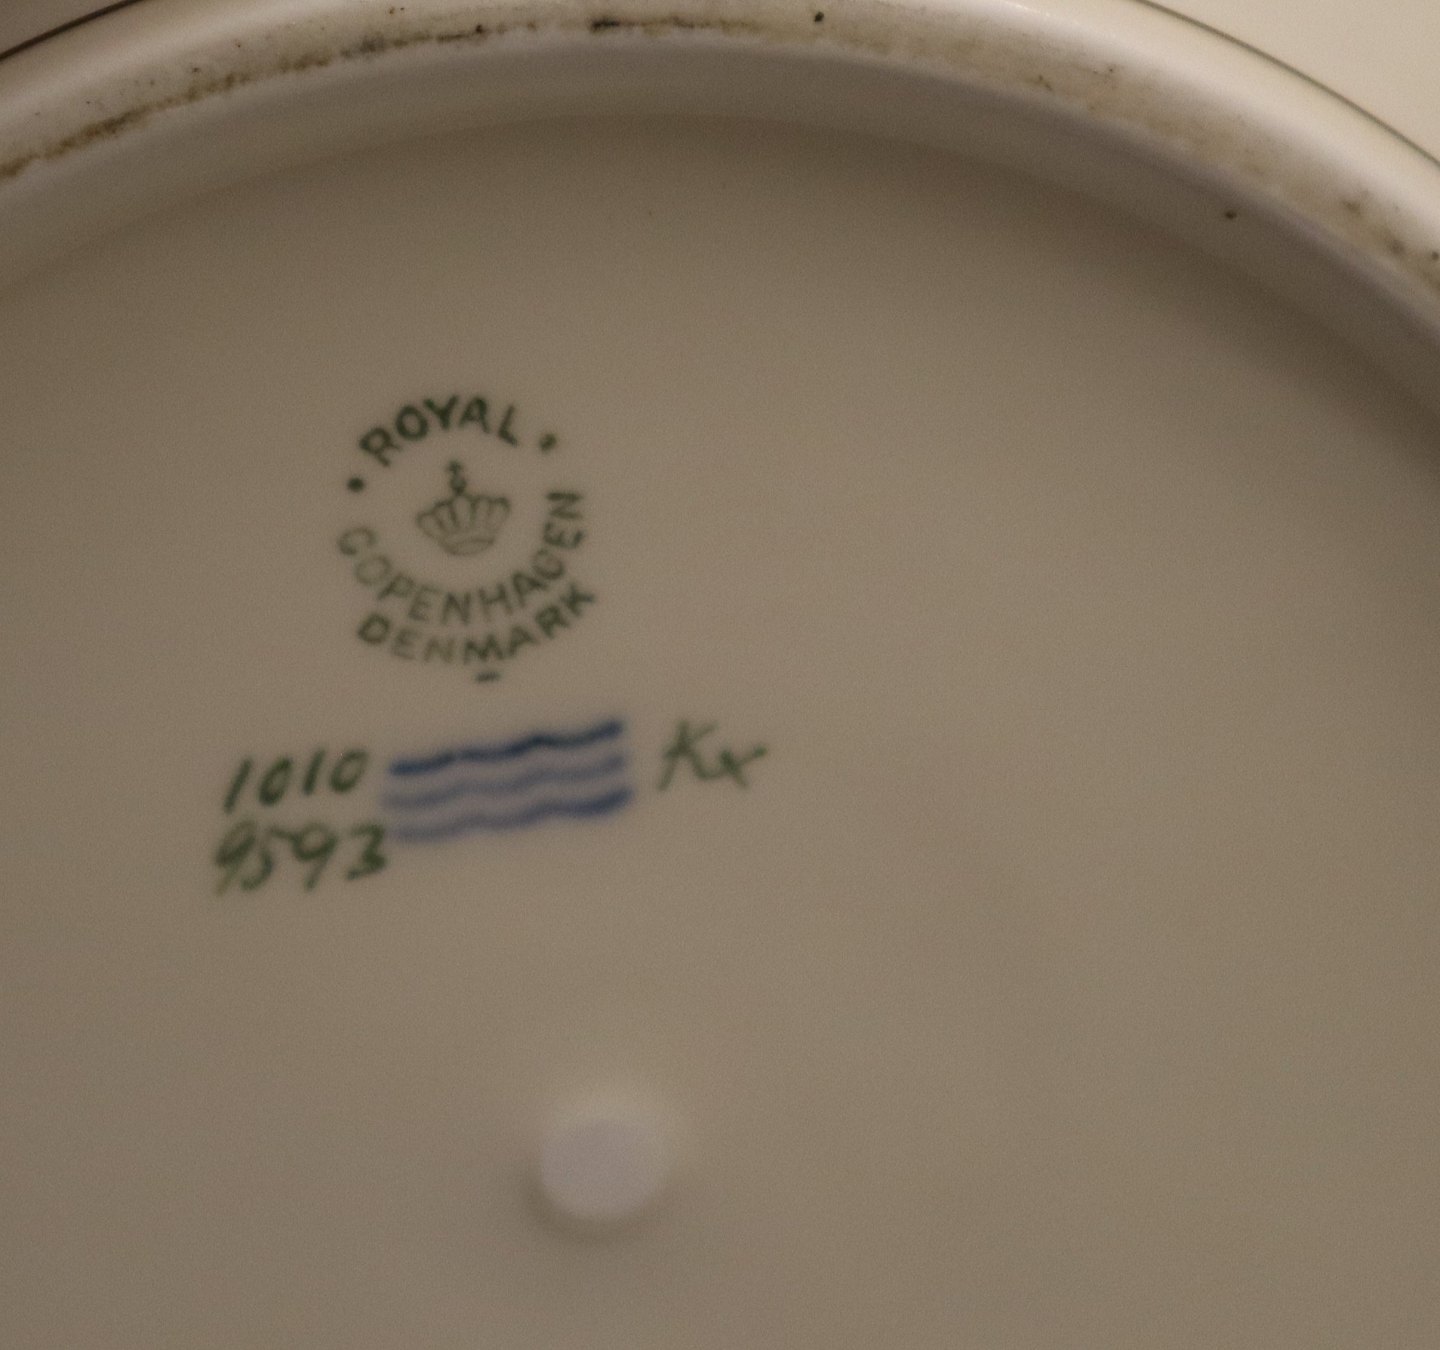 ROYAL
COPENHAGEN
DENMARK
1010
Kx
9593